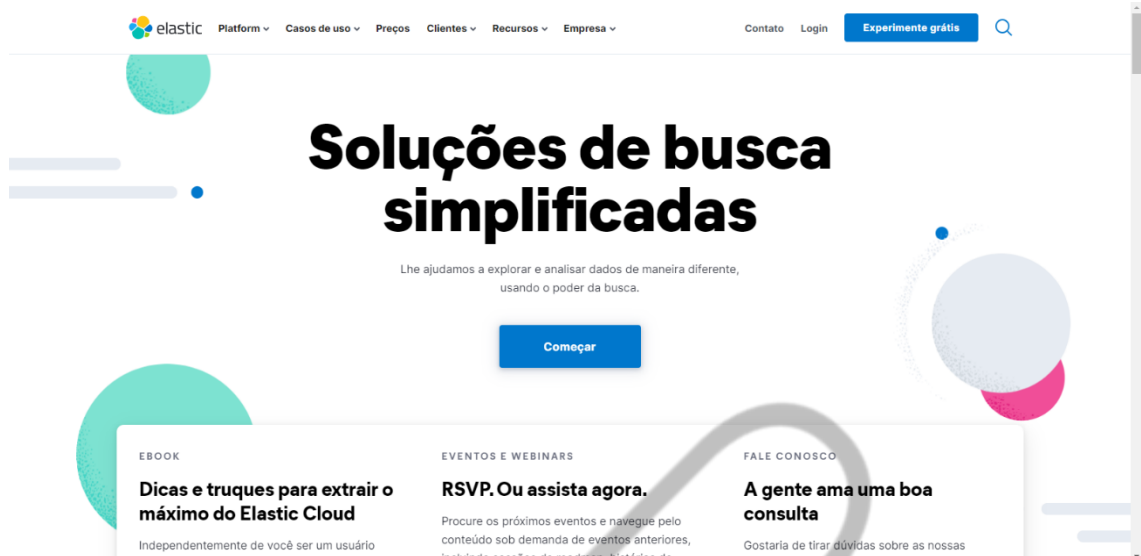 elastic Platform Casos de uso Preços Clientes Recursos Empresa Contato Login Experimente grátis
Soluções de busca
simplificadas
Lhe ajudamos a explorar e analisar dados de maneira diferente,
usando o poder da busca.
Começar
EBOOK
Dicas e truques para extrair o
máximo do Elastic Cloud
Independentemente de você ser um usuário
EVENTOS E WEBINARS
RSVP. Ou assista agora.
Procure os próximos eventos e navegue pelo
conteúdo sob demanda de eventos anteriores,
FALE CONOSCO
A gente ama uma boa
consulta
Gostaria de tirar dúvidas sobre as nossas